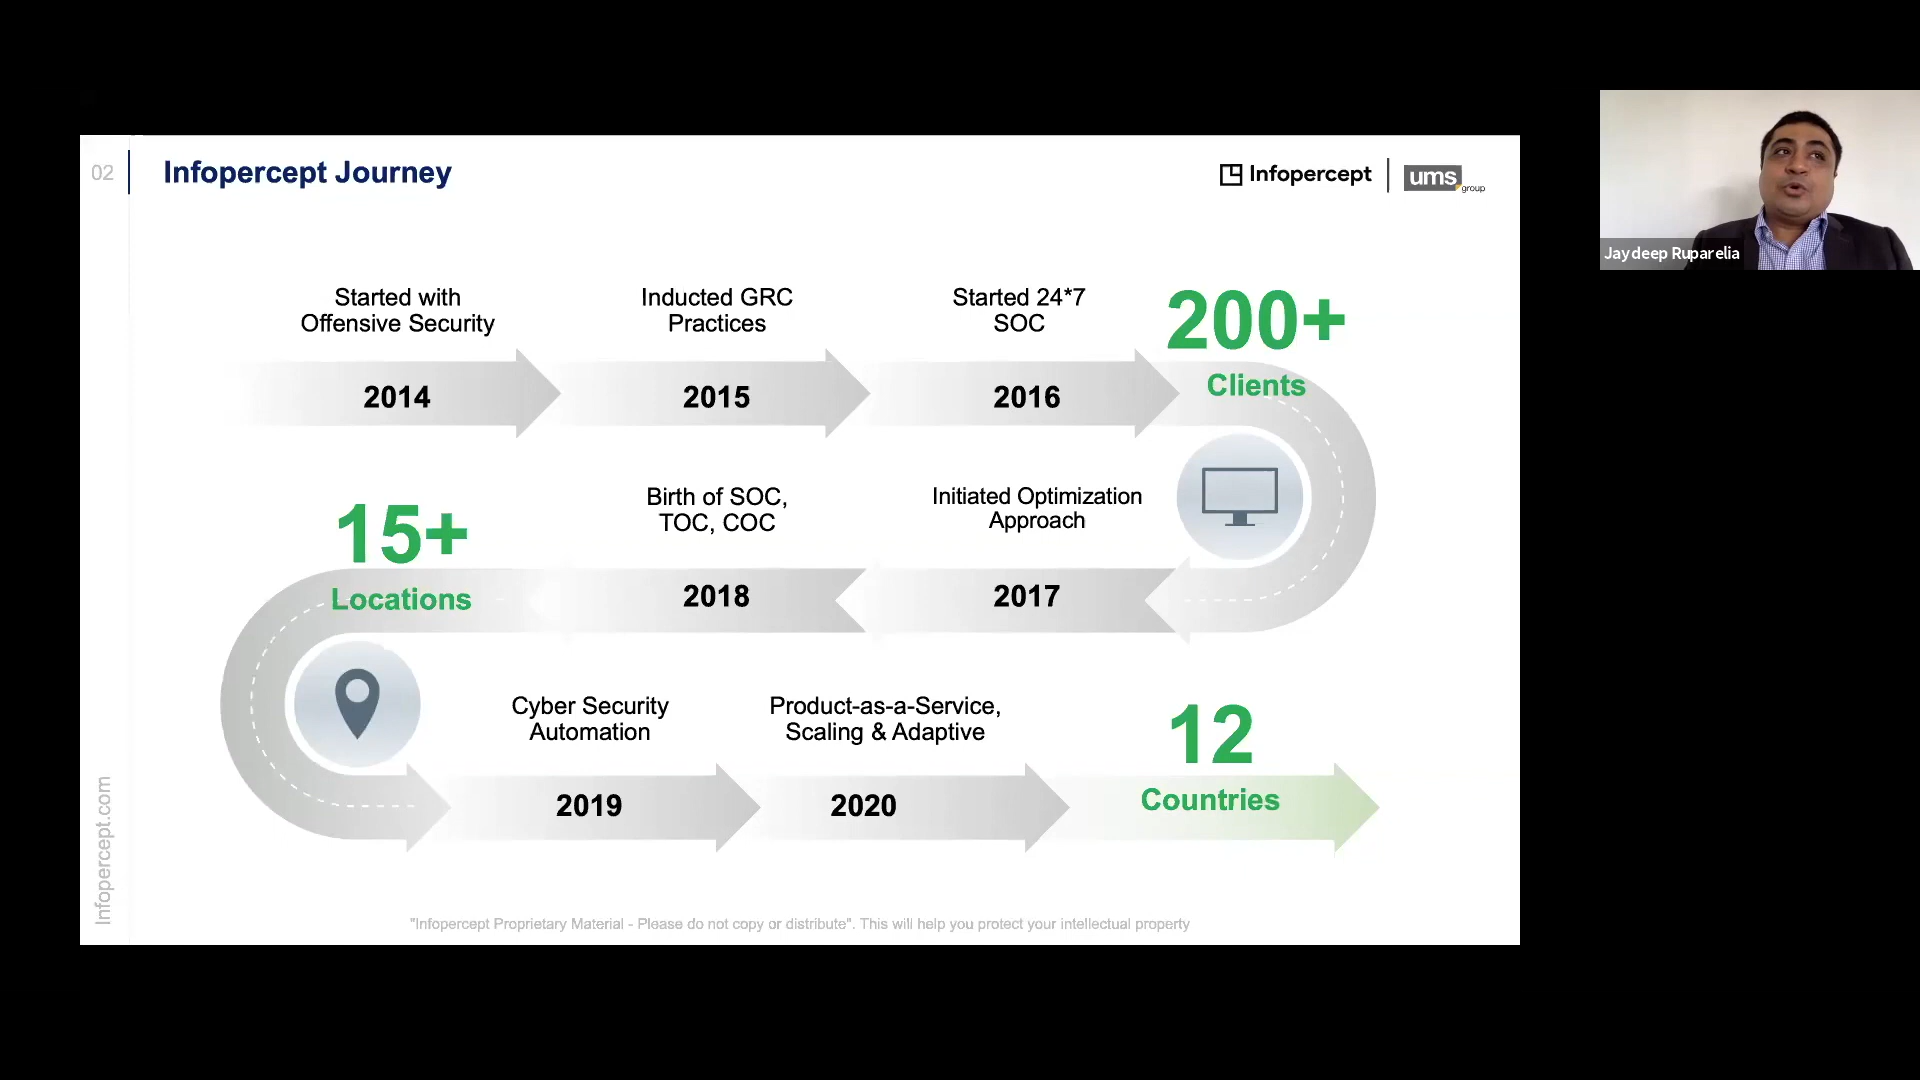 02
Infopercept Journey
Infopercept
ums
group
Jaydeep Ruparelia
Started with
Offensive Security
Inducted GRC
Practices
Started 24*7
SOC
200+
Clients
2014
2015
2016
15+
Locations
Birth of SOC,
TOC, COC
Initiated Optimization
Approach
2018
2017
Cyber Security
Automation
Product-as-a-Service,
Scaling & Adaptive
12
Countries
2019
2020
Infopercept.com
"Infopercept Proprietary Material - Please do not copy or distribute". This will help you protect your intellectual property